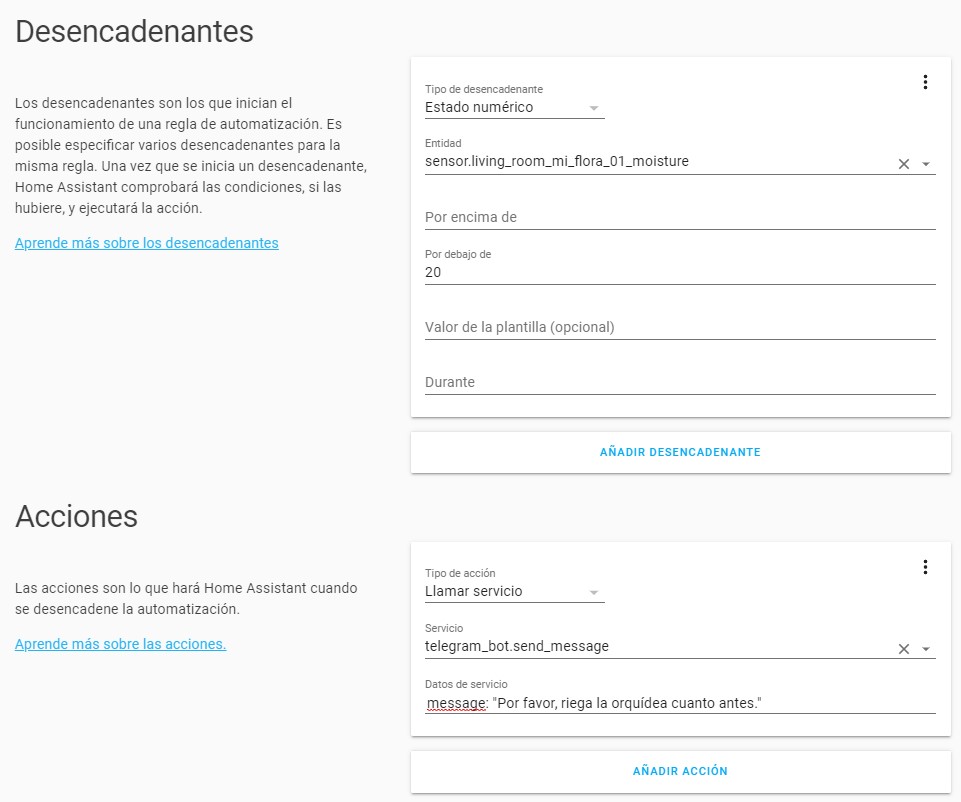 Desencadenantes
Los desencadenantes son los que inician el
funcionamiento de una regla de automatización. Es
posible especificar varios desencadenantes para la
misma regla. Una vez que se inicia un desencadenante,
Home Assistant comprobará las condiciones, si las
hubiere, y ejecutará la acción.
Aprende más sobre los desencadenantes
Tipo de desencadenante
Estado numérico
Entidad
sensor.living_room_mi_flora_01_moisture
Por encima de
Por debajo de
20
Valor de la plantilla (opcional)
Durante
AÑADIR DESENCADENANTE
Acciones
Las acciones son lo que hará Home Assistant cuando
se desencadene la automatización.
Aprende más sobre las acciones.
Tipo de acción
Llamar servicio
Servicio
telegram_bot.send_message
Datos de servicio
message: "Por favor, riega la orquídea cuanto antes."
AÑADIR ACCIÓN